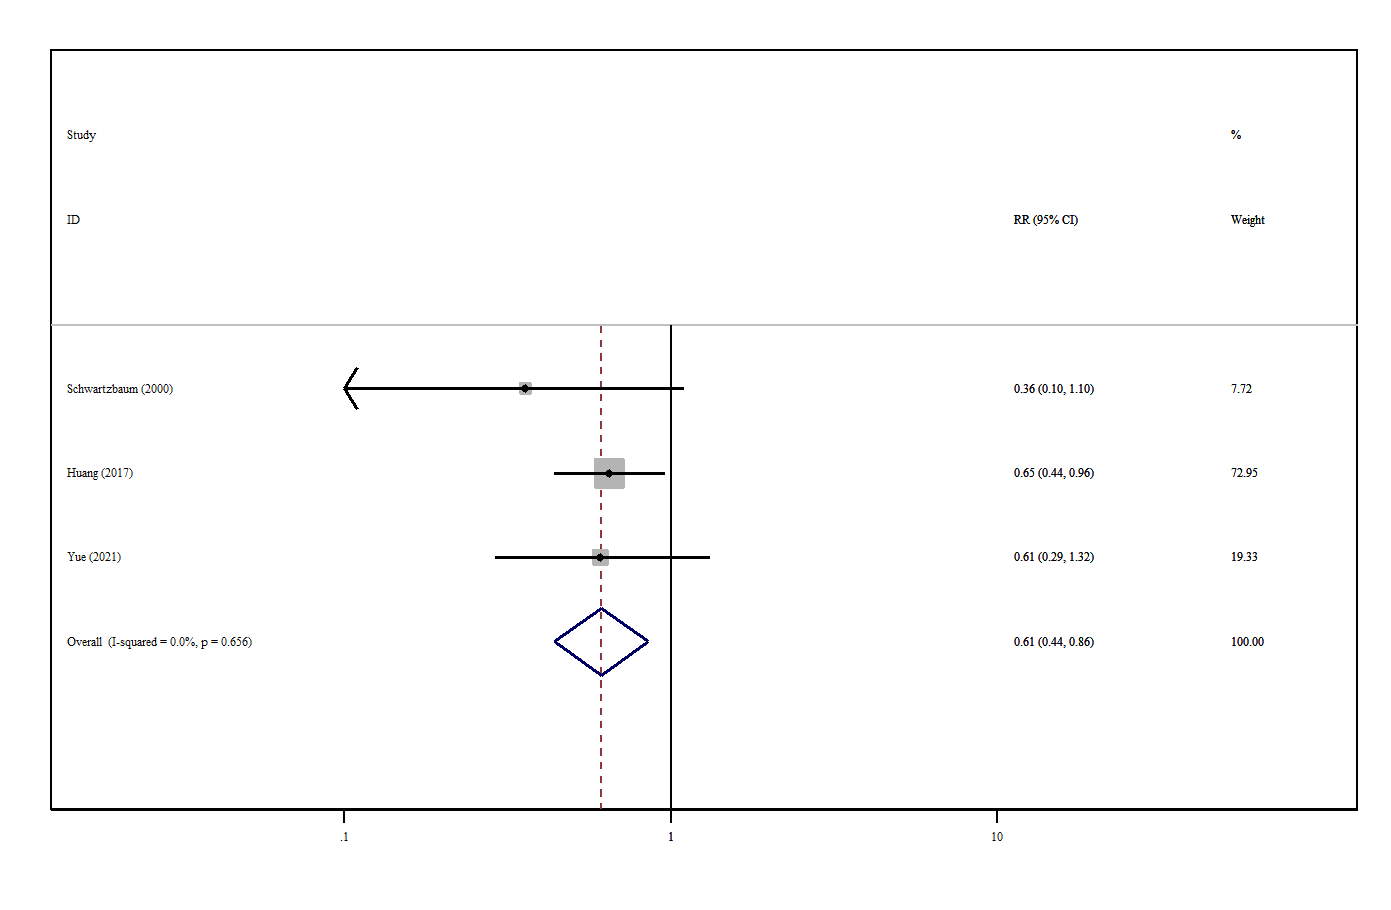 Study %
ID RR (95% CI) Weight
Schwartzbaum (2000) 0.36 (0.10, 1.10) 7.72
Huang (2017) 0.65 (0.44, 0.96) 72.95
Yue (2021) 0.61 (0.29, 1.32) 19.33
Overall (I-squared = 0.0%, p = 0.656) 0.61 (0.44, 0.86) 100.00
.1 1 10